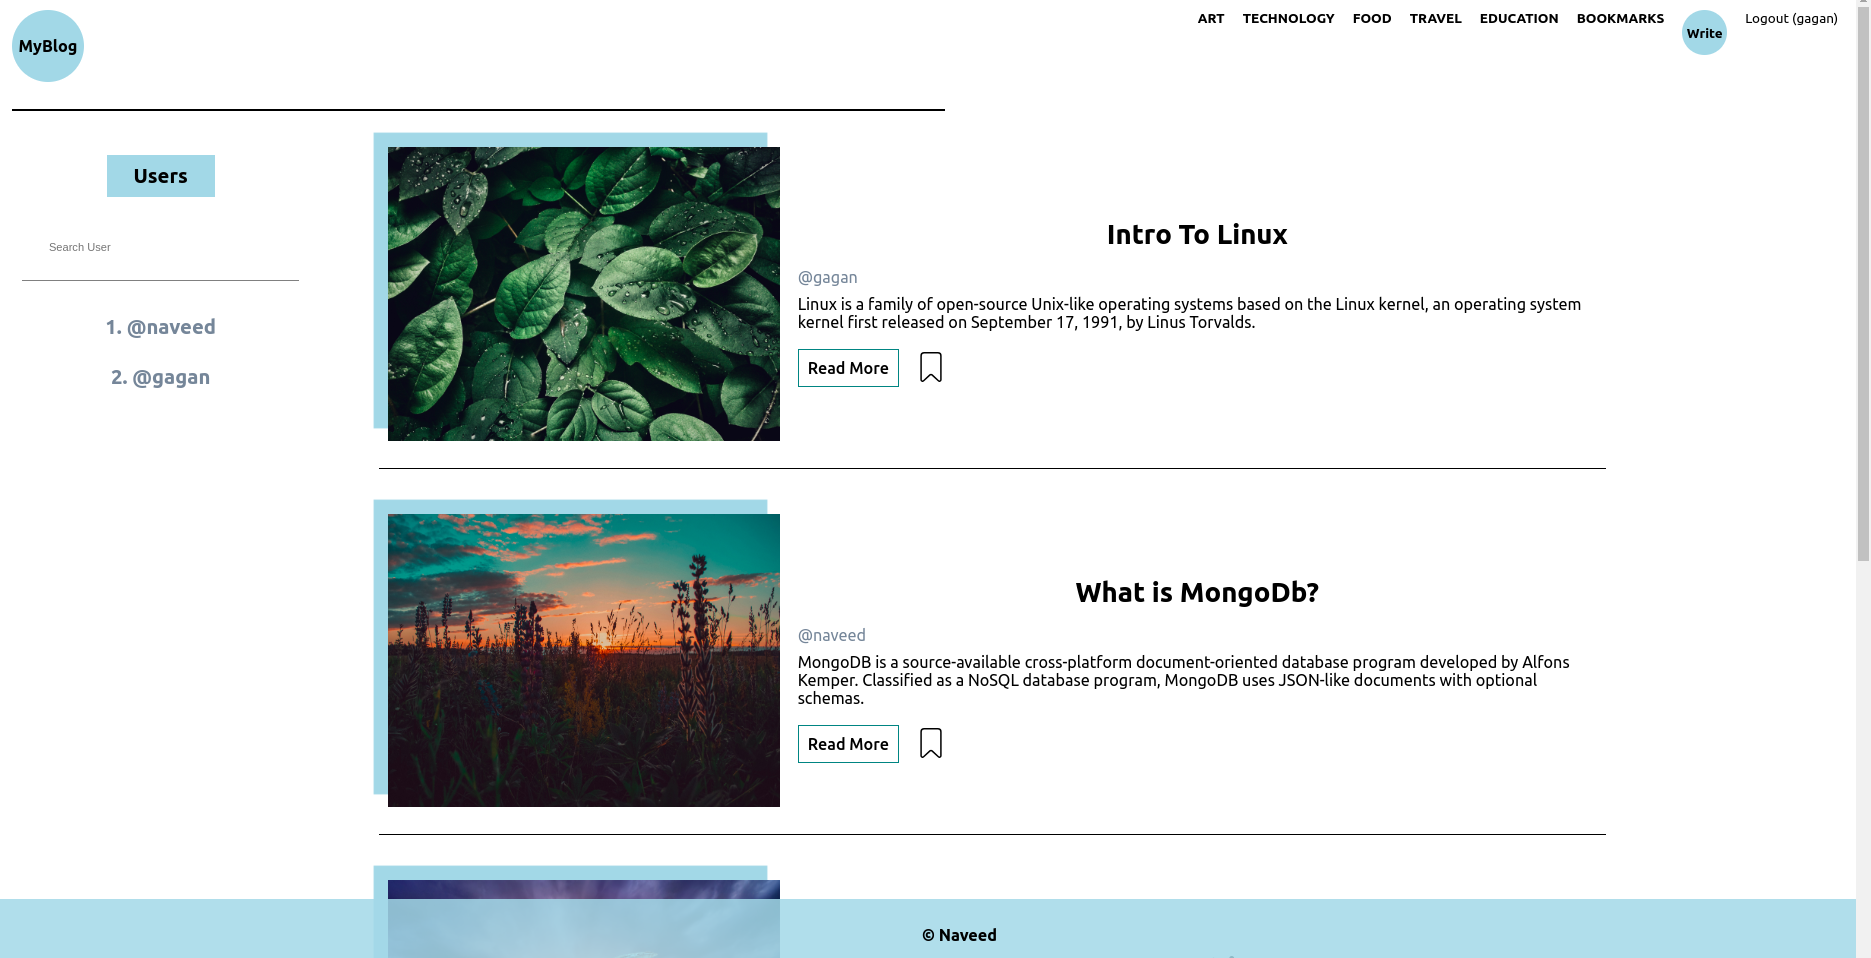 MyBlog
ART TECHNOLOGY FOOD TRAVEL EDUCATION BOOKMARKS Write Logout (gagan)
Users
Search User
1. @naveed
2. @gagan
Intro To Linux
@gagan
Linux is a family of open-source Unix-like operating systems based on the Linux kernel, an operating system
kernel first released on September 17, 1991, by Linus Torvalds.
Read More
What is MongoDb?
@naveed
MongoDB is a source-available cross-platform document-oriented database program developed by Alfons
Kemper. Classified as a NoSQL database program, MongoDB uses JSON-like documents with optional
schemas.
Read More
© Naveed